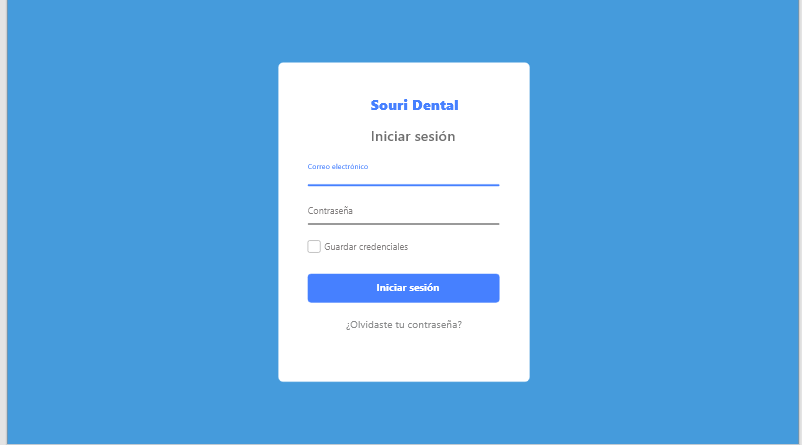 Souri Dental
Iniciar sesión
Correo electrónico
Contraseña
Guardar credenciales
Iniciar sesión
¿Olvidaste tu contraseña?